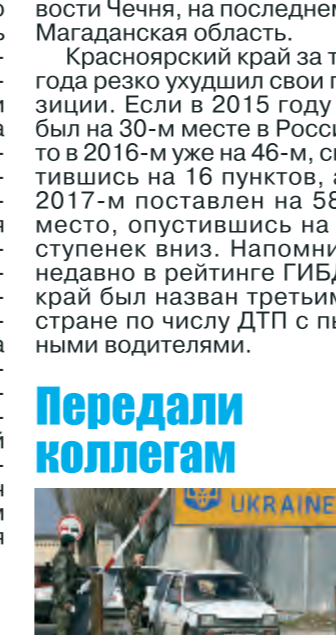 вости Чечня, на последнем
Магаданская область.
Красноярский край за т
года резко ухудшил свои п
зиции. Если в 2015 году
был на 30-м месте в Росси
то в 2016-м уже на 46-м, с
тившись на 16 пунктов, а
2017-м поставлен на 58
место, опустившись на
ступенек вниз. Напомни
недавно в рейтинге ГИБД
край был назван третьим
стране по числу ДТП с пь
ными водителями.
Передали
коллегам
UKRAINE